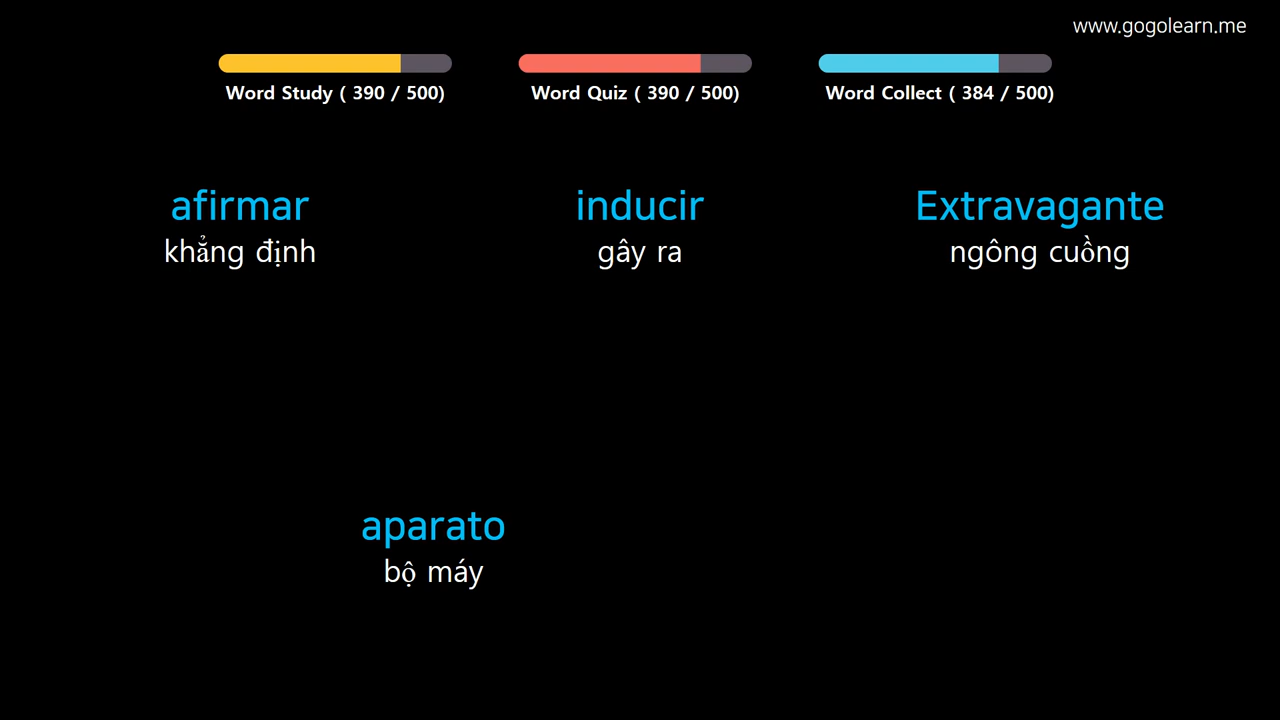 www.gogolearn.me
Word Study ( 390 / 500)
Word Quiz ( 390 / 500)
Word Collect ( 384 / 500)
afirmar
khẳng định
inducir
gây ra
Extravagante
ngông cuồng
aparato
bộ máy